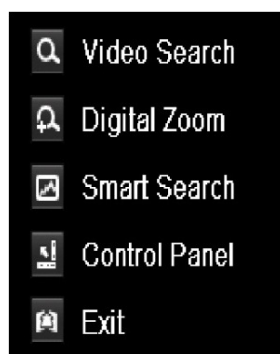 Video Search
Digital Zoom
Smart Search
Control Panel
Exit